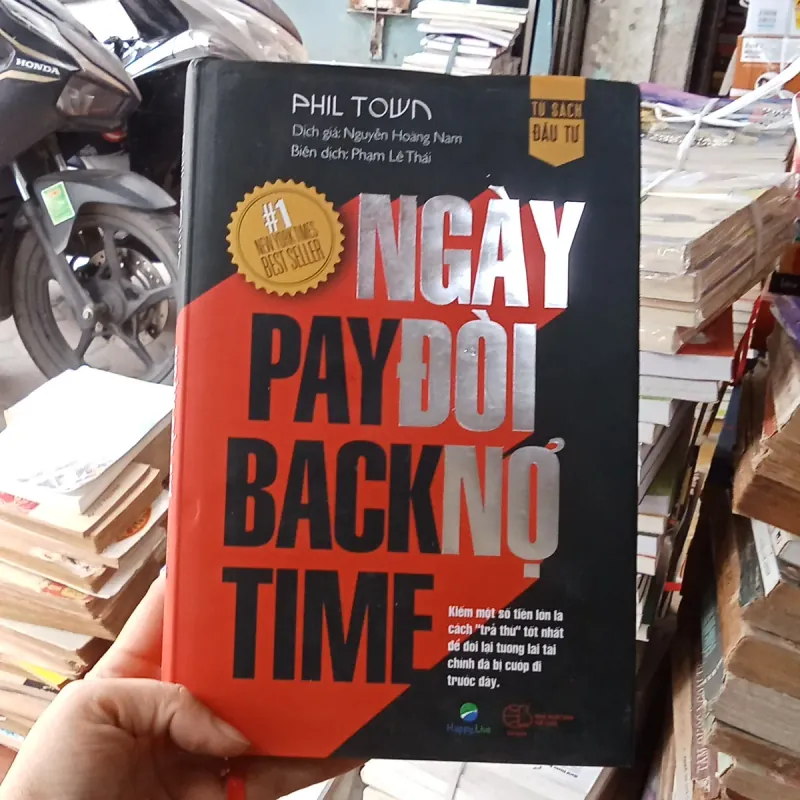 HONDA
PHIL TOWN
Dịch giả: Nguyễn Hoàng Nam
Biên dịch: Phạm Lê Thái
TỦ SÁCH
ĐẦU TƯ
#1
NEW YORK TIMES
BEST SELLER
NGÀY
PAY ĐÒI
BACK NỢ
TIME
Kiếm một số tiền lớn là
cách "trả thù" tốt nhất
để đòi lại tương lai tài
chính đã bị cướp đi
trước đây.
Happy.Live